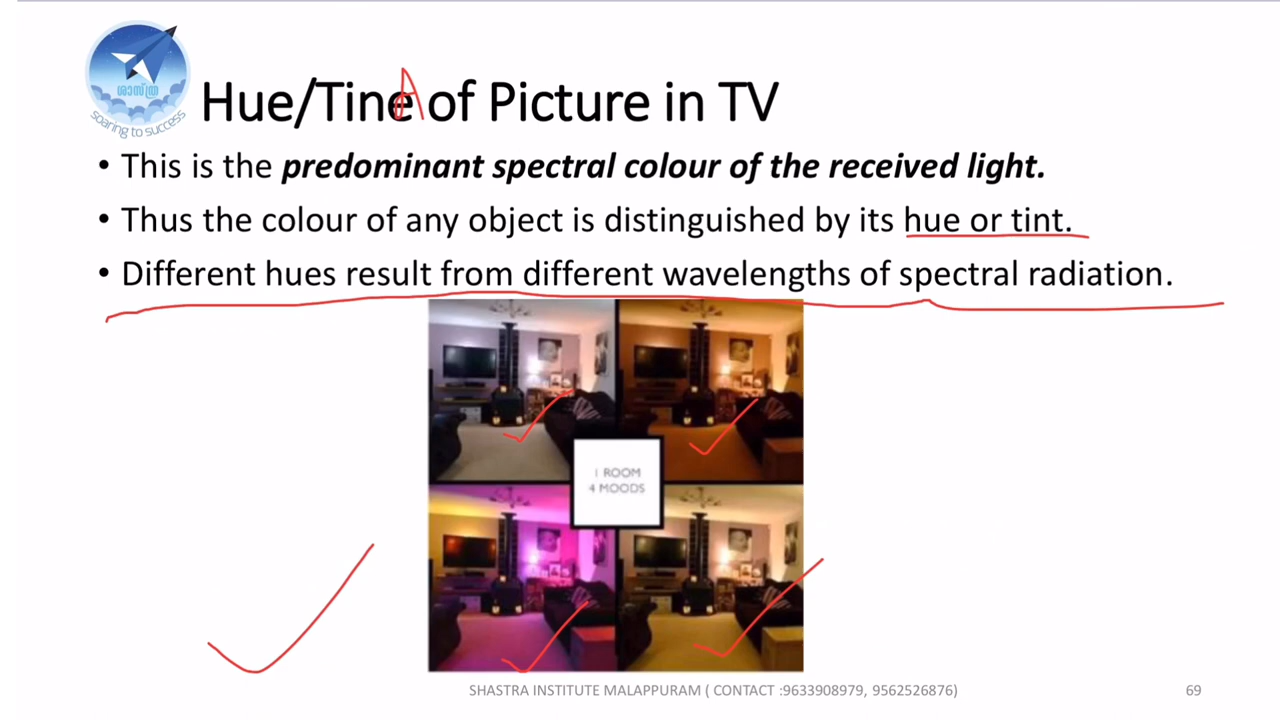 ശാസ്ത്ര
soaring to success
Hue/Tine of Picture in TV
• This is the predominant spectral colour of the received light.
• Thus the colour of any object is distinguished by its hue or tint.
• Different hues result from different wavelengths of spectral radiation.
1 ROOM
4 MOODS
SHASTRA INSTITUTE MALAPPURAM ( CONTACT :9633908979, 9562526876)
69